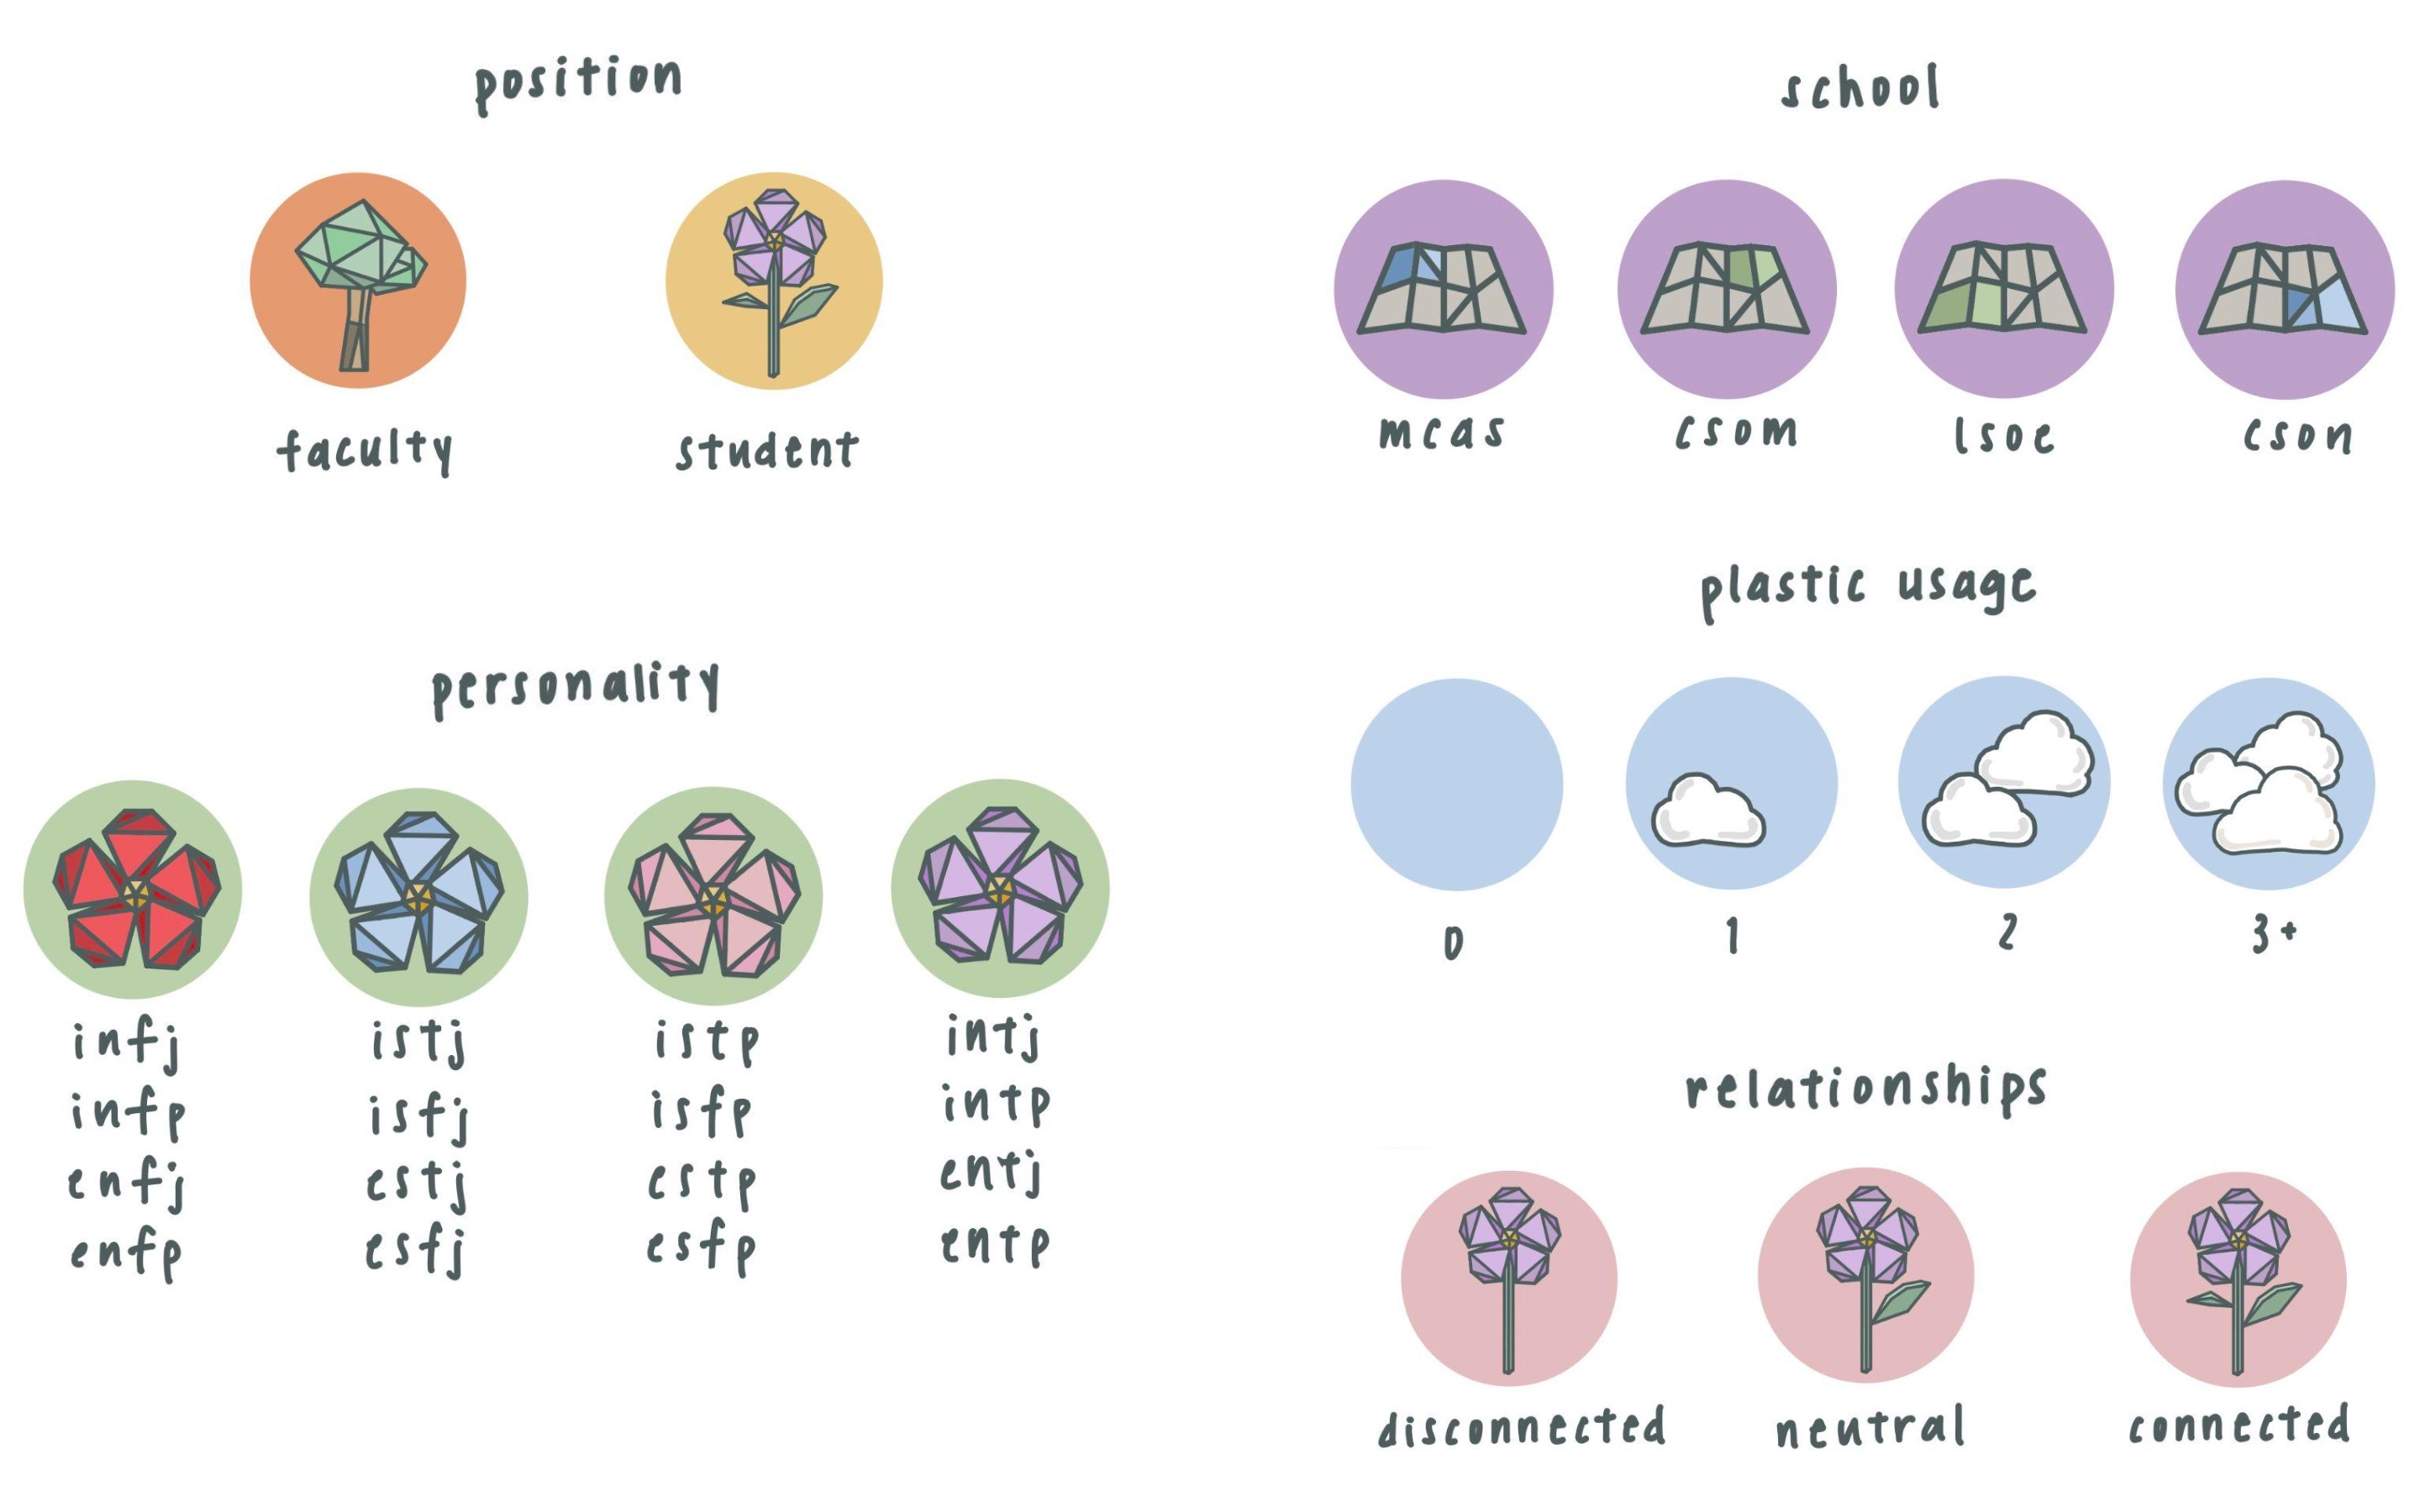 position
faculty student
personality
infj istj istp intj
infp isfj isfp intp
enfj estj estp entj
enfp esfj esfp entp
school
mcas csom lsoe cson
plastic usage
0 1 2 3+
relationships
disconnected neutral connected